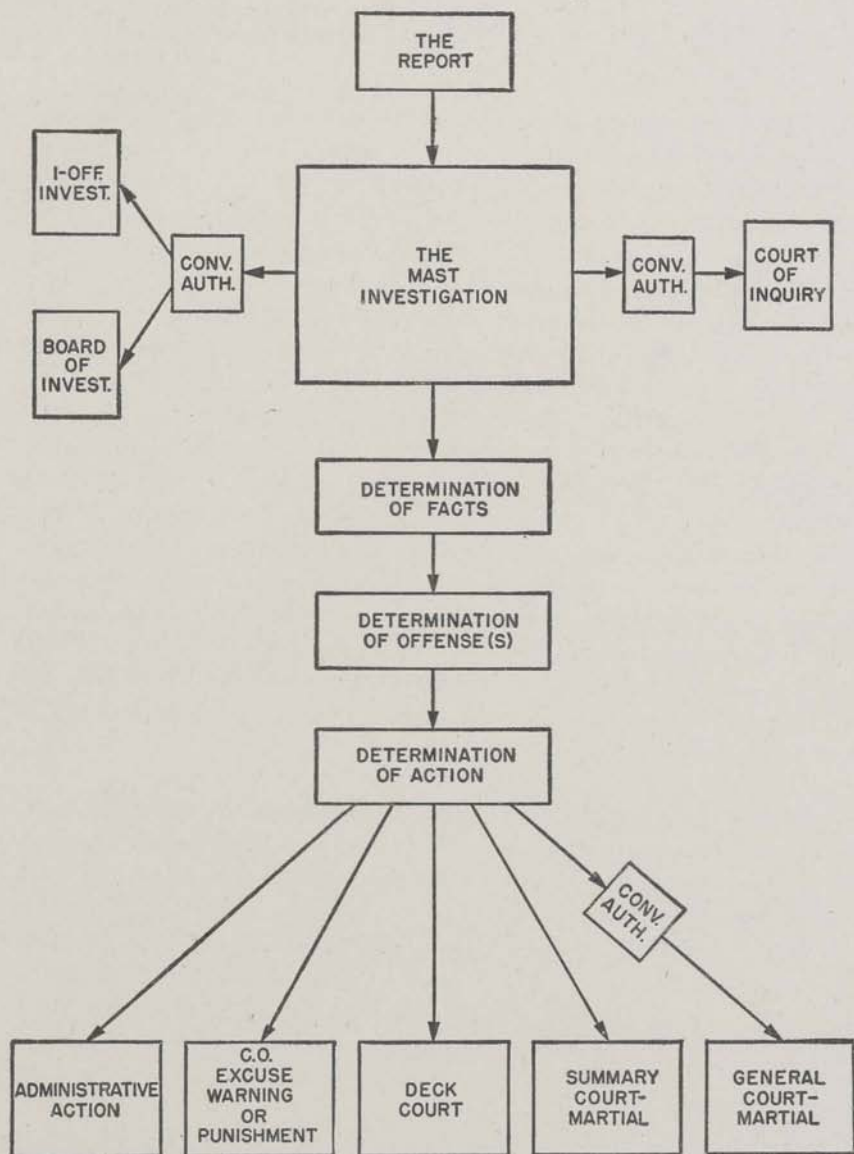 THE
REPORT
1-OFF.
INVEST.
CONV.
AUTH.
THE
MAST
INVESTIGATION
CONV.
AUTH.
COURT
OF
INQUIRY
BOARD
OF
INVEST.
DETERMINATION
OF FACTS
DETERMINATION
OF OFFENSE(S)
DETERMINATION
OF ACTION
CONV.
AUTH.
ADMINISTRATIVE
ACTION
C.O.
EXCUSE
WARNING
OR
PUNISHMENT
DECK
COURT
SUMMARY
COURT-
MARTIAL
GENERAL
COURT-
MARTIAL